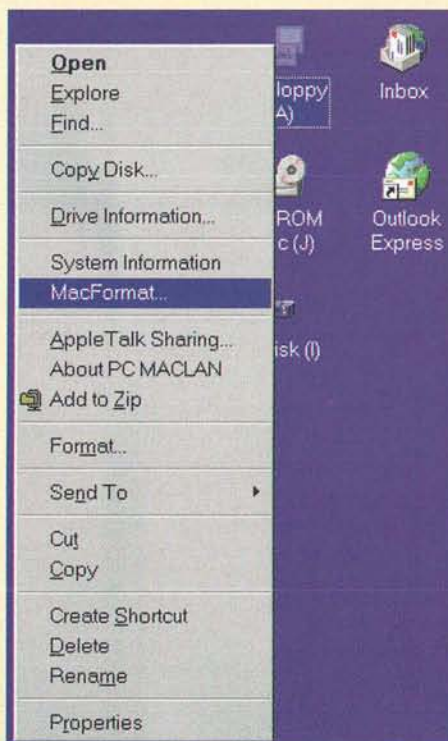 Open
Explore
Find...
Copy Disk...
Drive Information...
System Information
MacFormat...
AppleTalk Sharing...
About PC MACLAN
Add to Zip
Format...
Send To
Cut
Copy
Create Shortcut
Delete
Rename
Properties
loppy
A)
Inbox
ROM
c (J)
Outlook
Express
isk (I)